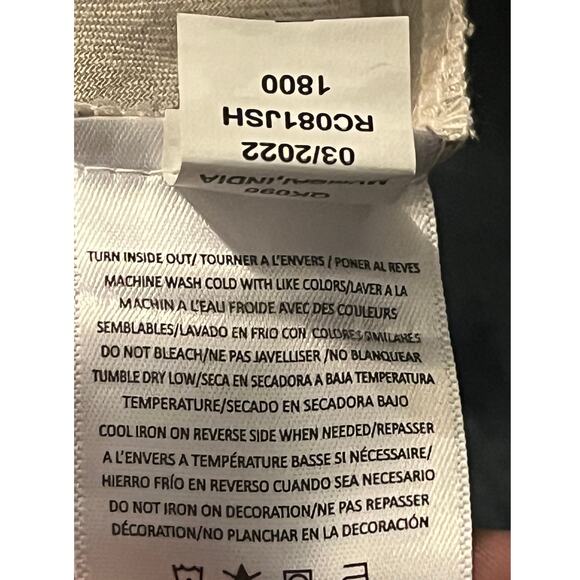 QK090
MUMBAI, INDIA
03/2022
RC081JSH
1800
TURN INSIDE OUT/ TOURNER A L'ENVERS / PONER AL REVES
MACHINE WASH COLD WITH LIKE COLORS/LAVER A LA
MACHIN A L'EAU FROIDE AVEC DES COULEURS
SEMBLABLES/LAVADO EN FRIO CON COLORES SIMILARES
DO NOT BLEACH/NE PAS JAVELLISER /NO BLANQUEAR
TUMBLE DRY LOW/SECA EN SECADORA A BAJA TEMPERATURA
TEMPERATURE/SECADO EN SECADORA BAJO
COOL IRON ON REVERSE SIDE WHEN NEEDED/REPASSER
A L'ENVERS A TEMPÉRATURE BASSE SI NÉCESSAIRE/
HIERRO FRÍO EN REVERSO CUANDO SEA NECESARIO
DO NOT IRON ON DECORATION/NE PAS REPASSER
DÉCORATION/NO PLANCHAR EN LA DECORACIÓN